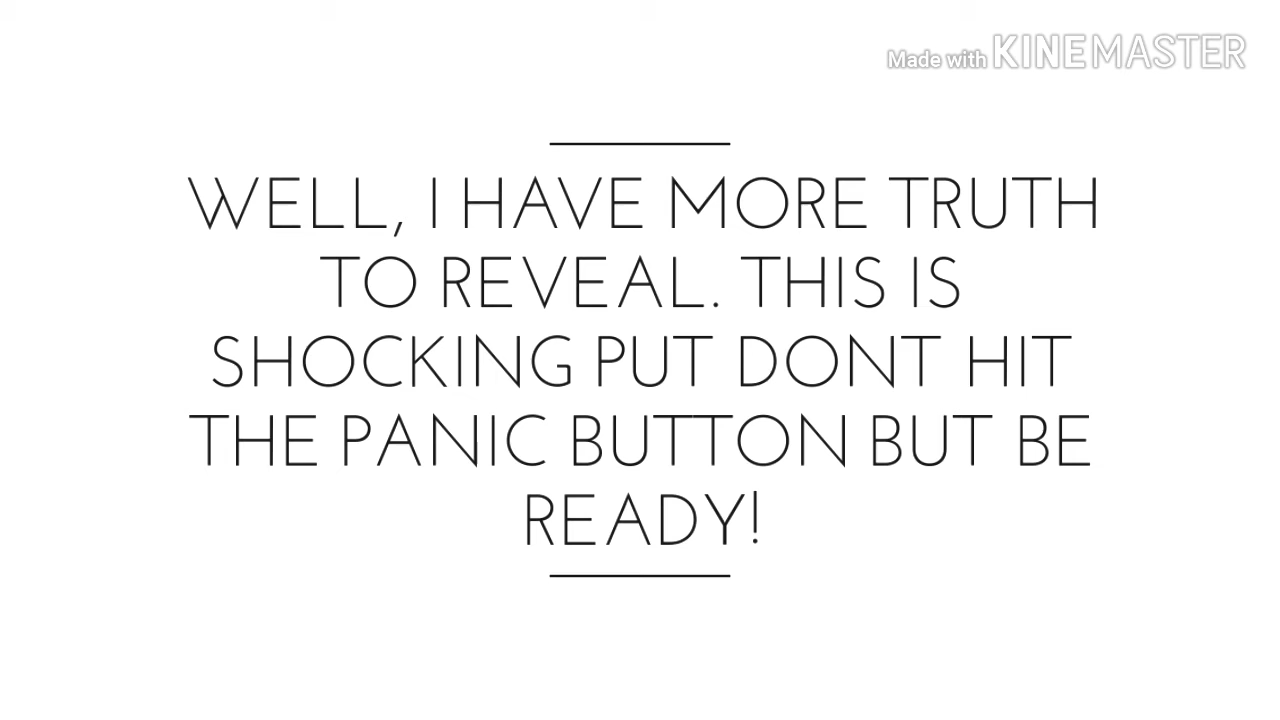 Made with KINEMASTER
WELL, I HAVE MORE TRUTH
TO REVEAL. THIS IS
SHOCKING PUT DONT HIT
THE PANIC BUTTON BUT BE
READY!